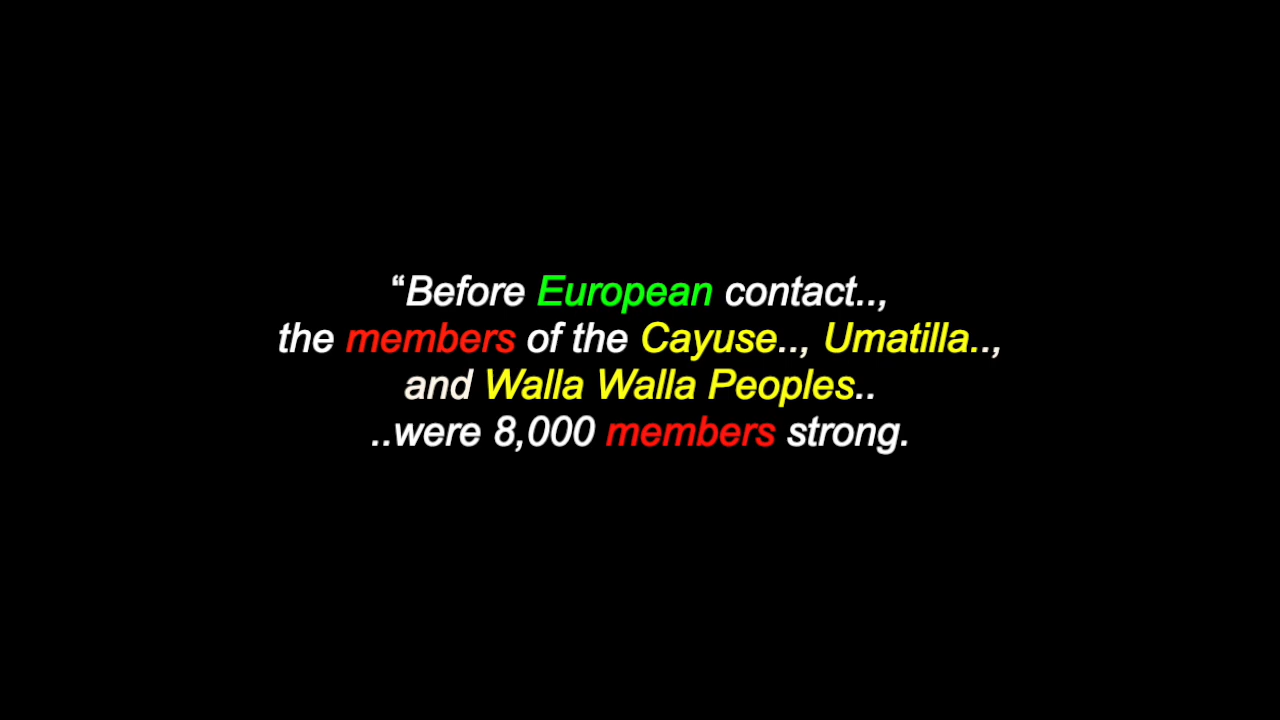 “Before European contact..,
the members of the Cayuse.., Umatilla..,
and Walla Walla Peoples..
..were 8,000 members strong.